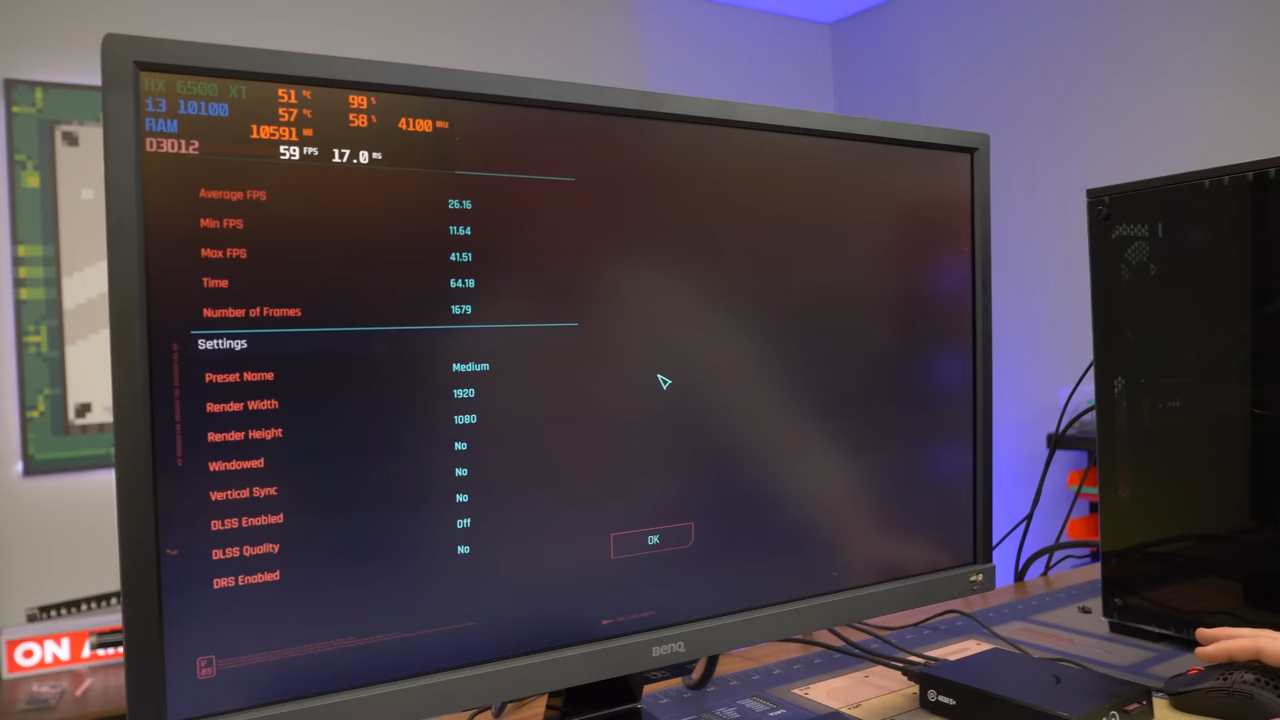 RX 6500 XT 51 °C 99 %
i3 10100 57 °C 58 % 4100 MHz
RAM 10591 MB
D3D12 59 FPS 17.0 ms
Average FPS 26.16
Min FPS 11.64
Max FPS 41.51
Time 64.18
Number of Frames 1679
Settings
Preset Name Medium
Render Width 1920
Render Height 1080
Windowed No
Vertical Sync No
DLSS Enabled No
DLSS Quality Off
DRS Enabled No
OK
V
85
BenQ
ON A